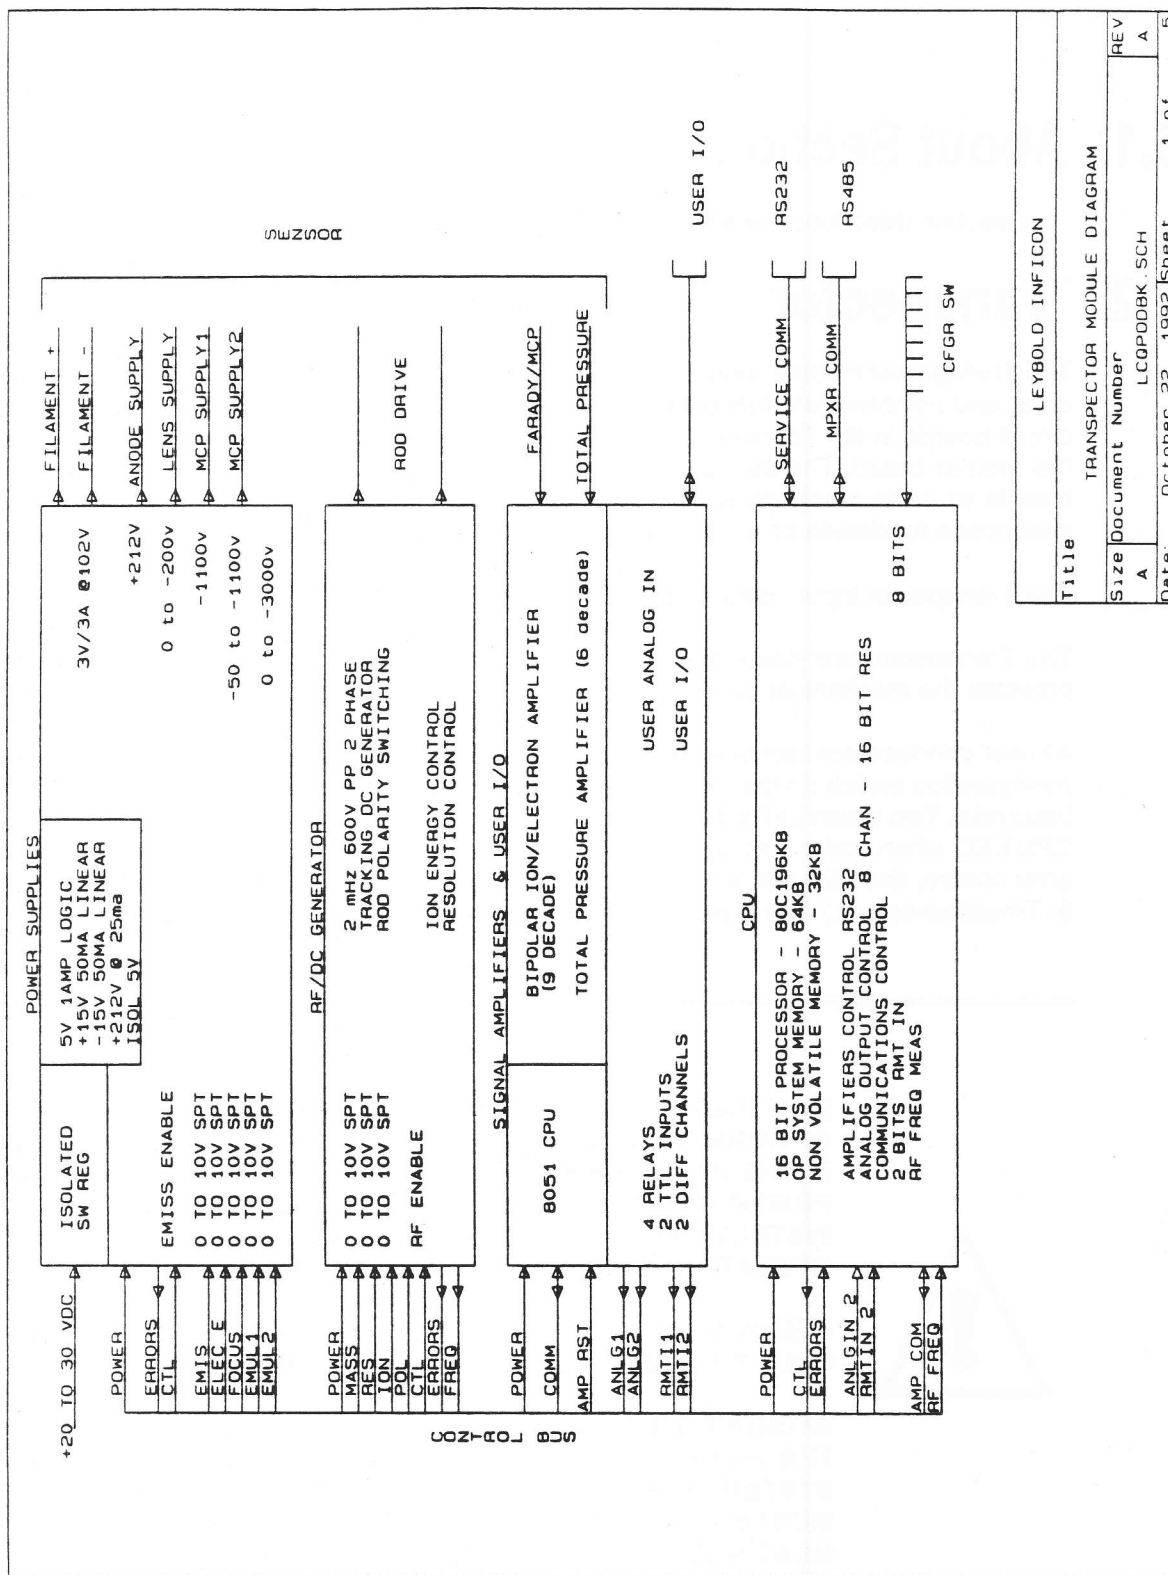 POWER SUPPLIES
+20 TO 30 VDC
ISOLATED
SW REG
5V 1AMP LOGIC
+15V 50MA LINEAR
-15V 50MA LINEAR
+212V @ 25ma
ISOL 5V
POWER
ERRORS
CTL
EMISS ENABLE
EMIS
ELEC E
FOCUS
EMUL1
EMUL2
0 TO 10V SPT
0 TO 10V SPT
0 TO 10V SPT
0 TO 10V SPT
0 TO 10V SPT
3V/3A @102V
+212V
0 to -200v
-1100v
-50 to -1100v
0 to -3000v
FILAMENT +
FILAMENT -
ANODE SUPPLY
LENS SUPPLY
MCP SUPPLY1
MCP SUPPLY2
SENSOR
RF/DC GENERATOR
POWER
MASS
RES
ION
POL
CTL
ERRORS
FREQ
0 TO 10V SPT
0 TO 10V SPT
0 TO 10V SPT
RF ENABLE
2 mHz 600V PP 2 PHASE
TRACKING DC GENERATOR
ROD POLARITY SWITCHING
ION ENERGY CONTROL
RESOLUTION CONTROL
ROD DRIVE
CONTROL BUS
SIGNAL AMPLIFIERS & USER I/O
POWER
COMM
AMP RST
ANLG1
ANLG2
RMTI1
RMTI2
8051 CPU
BIPOLAR ION/ELECTRON AMPLIFIER
(9 DECADE)
TOTAL PRESSURE AMPLIFIER (6 decade)
4 RELAYS
2 TTL INPUTS
2 DIFF CHANNELS
USER ANALOG IN
USER I/O
FARADY/MCP
TOTAL PRESSURE
USER I/O
CPU
POWER
CTL
ERRORS
ANLGIN 2
RMTIN 2
AMP COM
RF FREQ
16 BIT PROCESSOR - 80C196KB
OP SYSTEM MEMORY - 64KB
NON VOLATILE MEMORY - 32KB
AMPLIFIERS CONTROL RS232
ANALOG OUTPUT CONTROL 8 CHAN - 16 BIT RES
COMMUNICATIONS CONTROL
2 BITS RMT IN
RF FREQ MEAS
8 BITS
SERVICE COMM
RS232
MPXR COMM
RS485
CFGR SW
LEYBOLD INFICON
Title
TRANSPECTOR MODULE DIAGRAM
Size Document Number REV
A LCQPODBK.SCH A
Date: October 22, 1992 Sheet 1 of